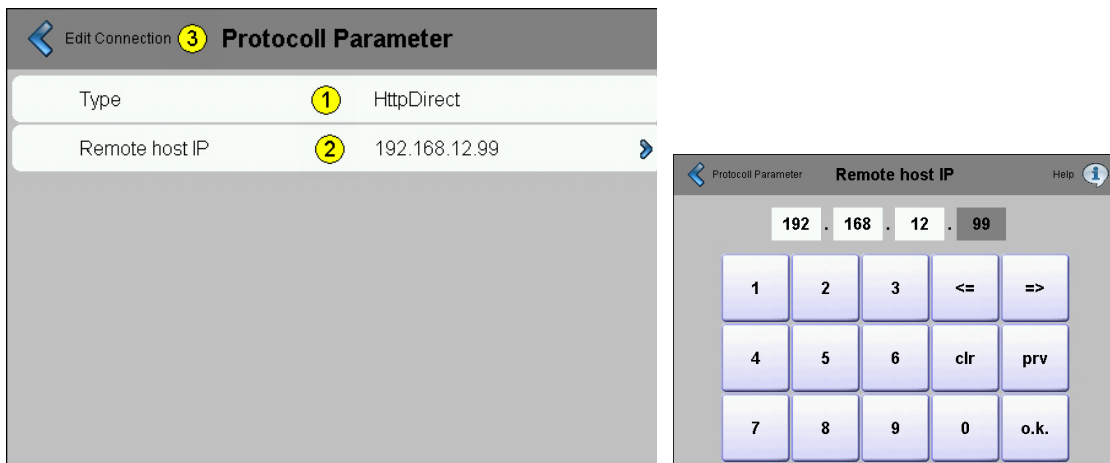 Edit Connection 3 Protocoll Parameter
Type 1 HttpDirect
Remote host IP 2 192.168.12.99
Protocoll Parameter Remote host IP Help
192 . 168 . 12 . 99
1 2 3 <= =>
4 5 6 clr prv
7 8 9 0 o.k.